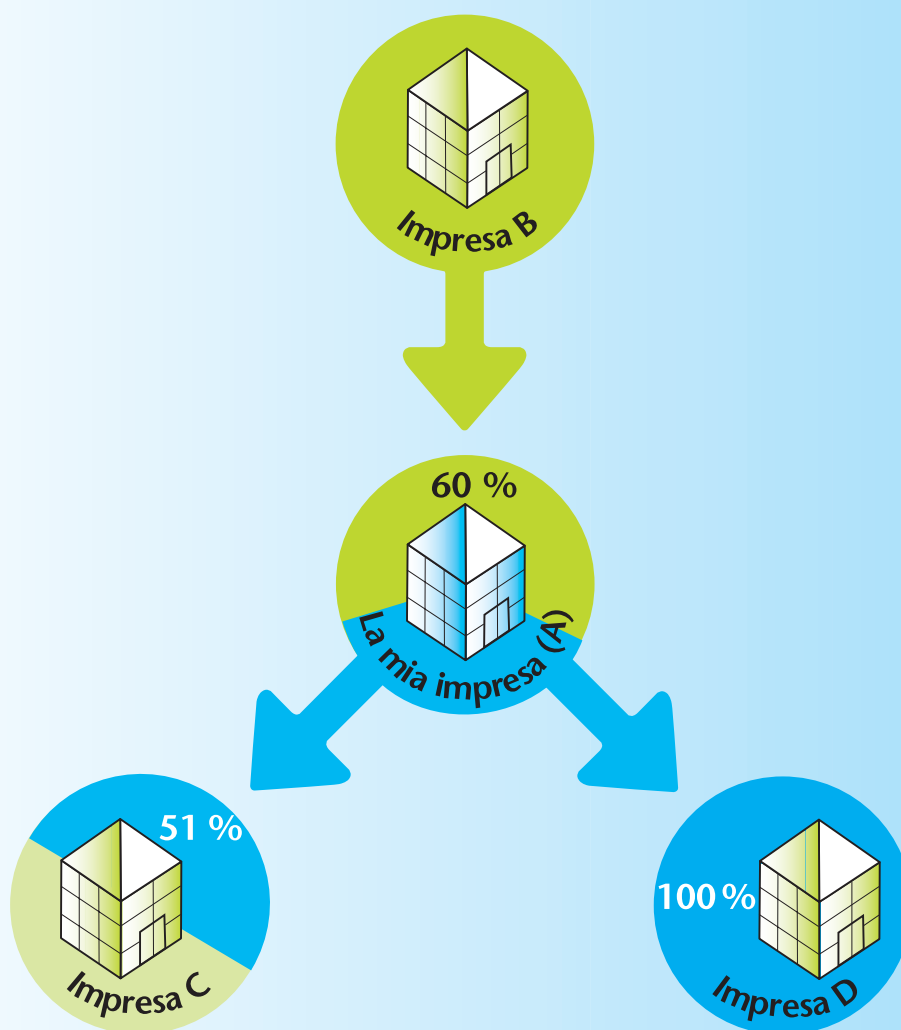 Impresa B
60 %
La mia impresa (A)
51 %
Impresa C
100 %
Impresa D